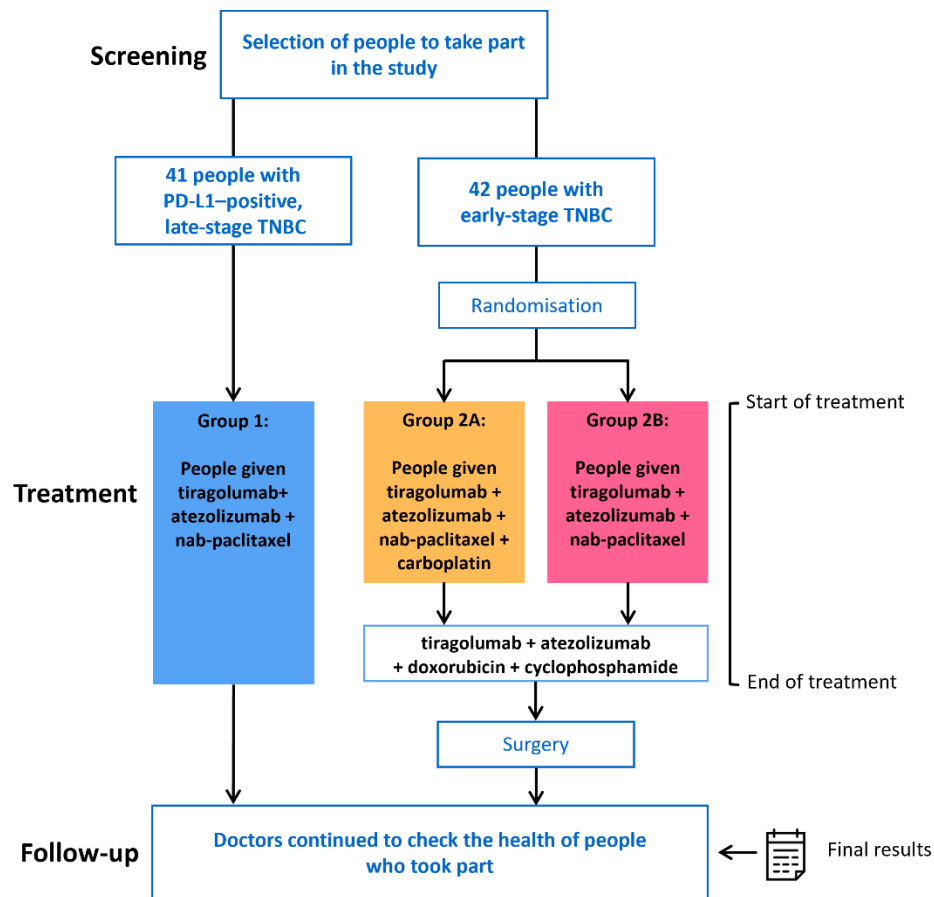 Screening
Selection of people to take part
in the study
41 people with
PD-L1–positive,
late-stage TNBC
42 people with
early-stage TNBC
Randomisation
Treatment
Group 1:
People given
tiragolumab+
atezolizumab +
nab-paclitaxel
Group 2A:
People given
tiragolumab +
atezolizumab +
nab-paclitaxel +
carboplatin
Group 2B:
People given
tiragolumab +
atezolizumab +
nab-paclitaxel
Start of treatment
tiragolumab + atezolizumab
+ doxorubicin + cyclophosphamide
End of treatment
Surgery
Follow-up
Doctors continued to check the health of people
who took part
Final results